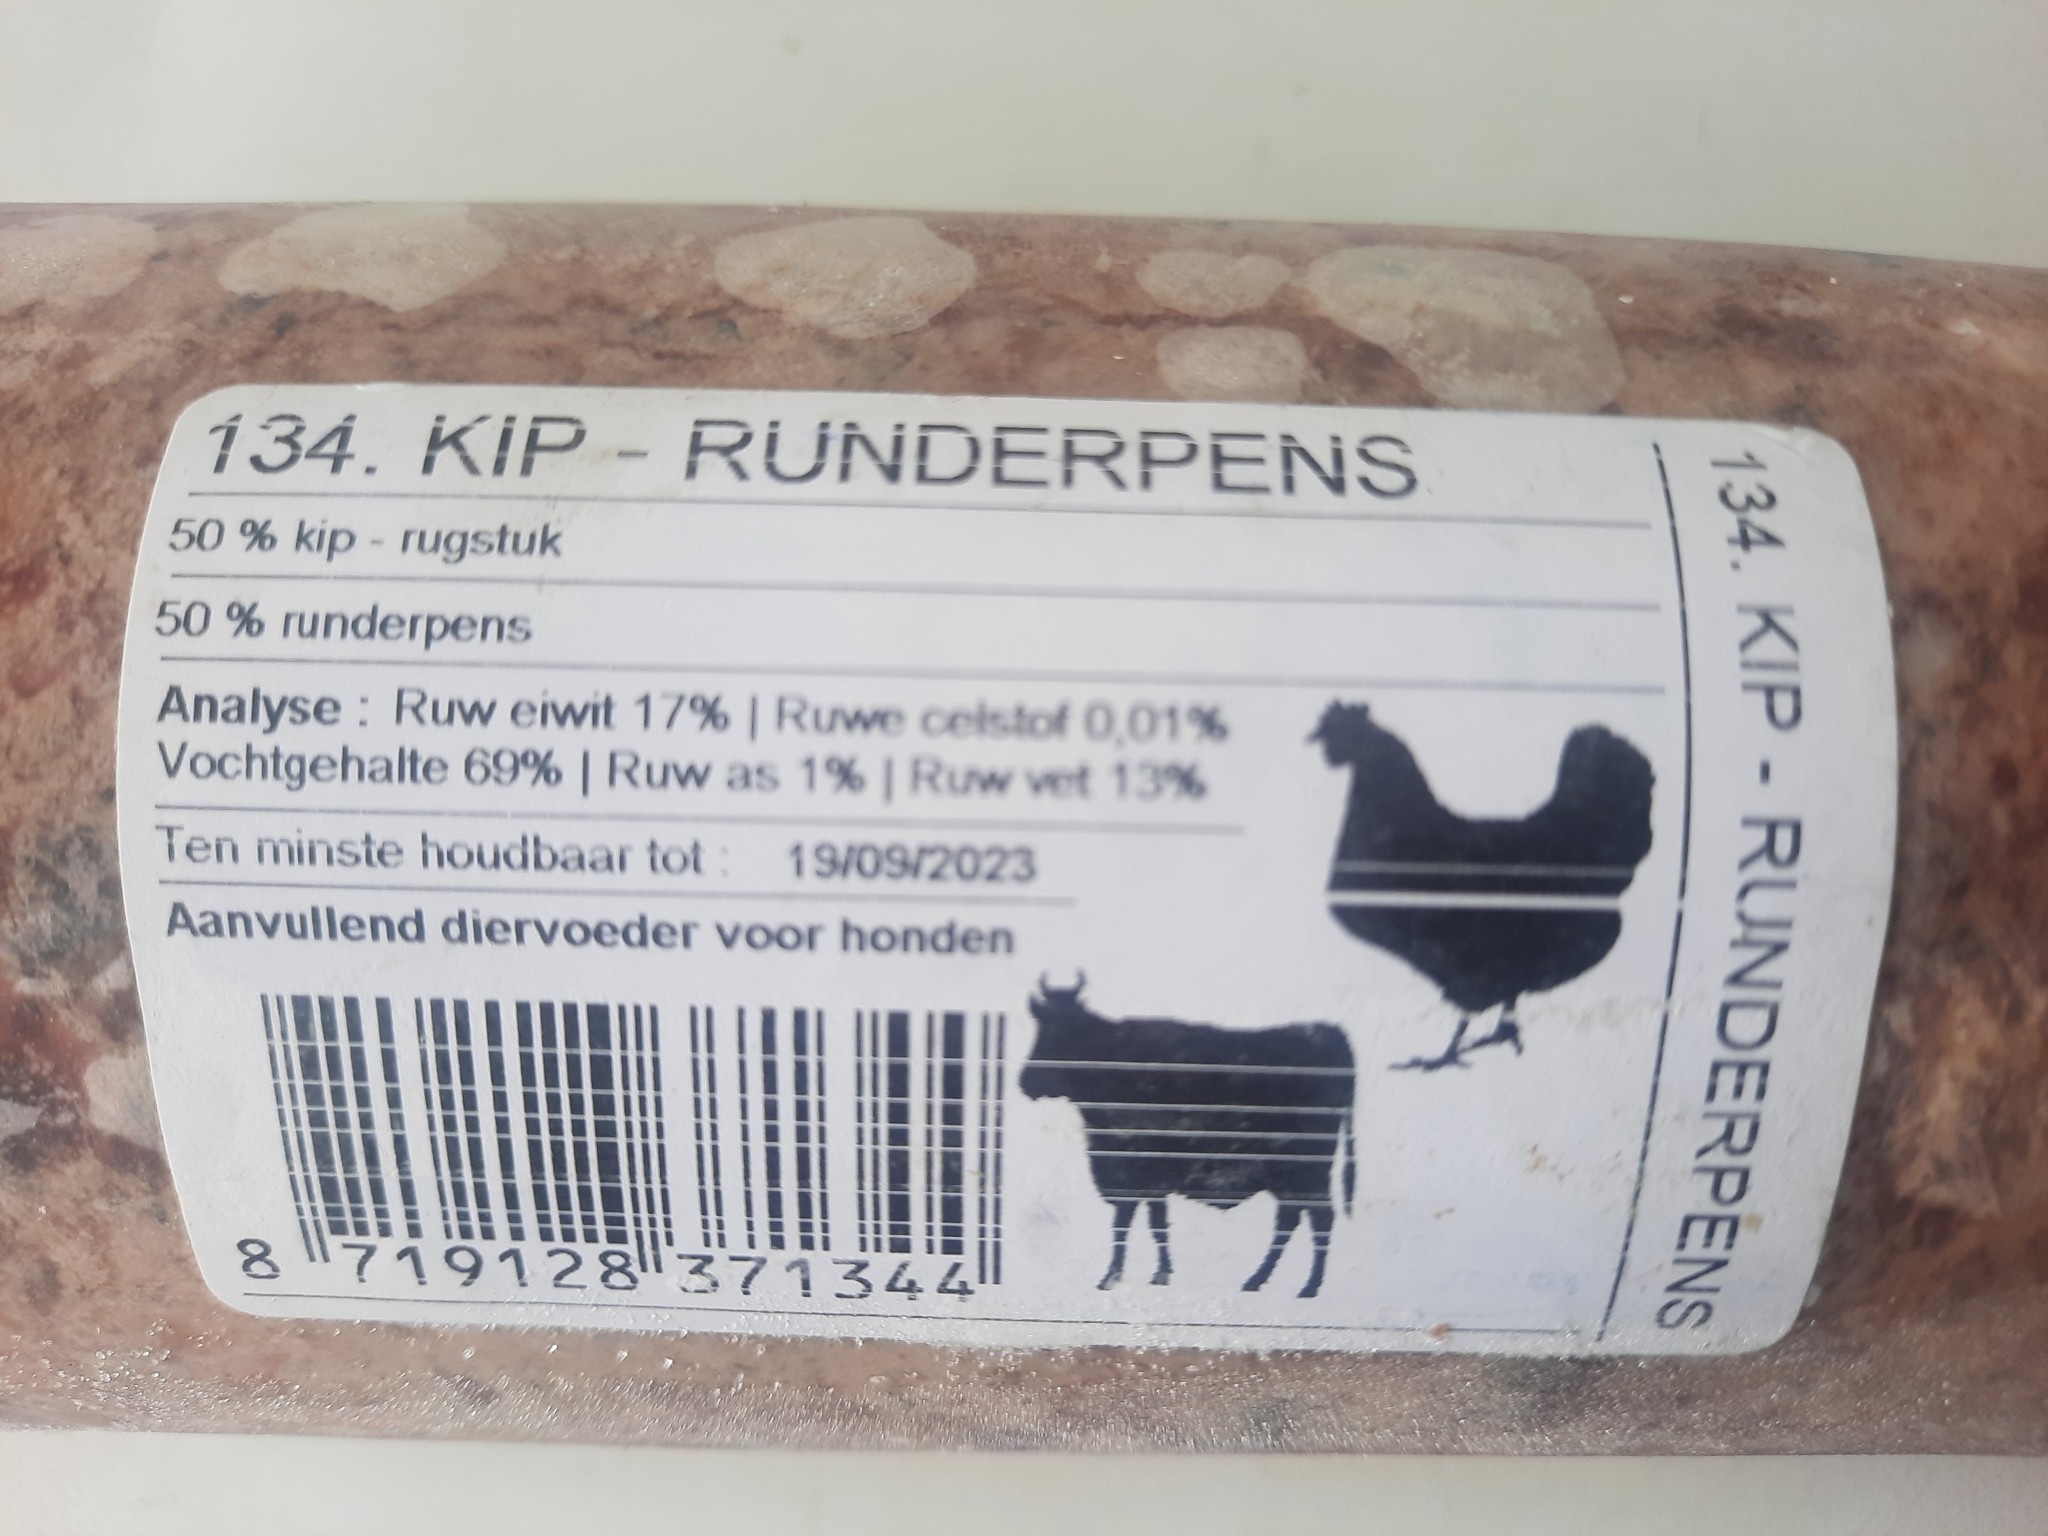 134. KIP - RUNDERPENS
50 % kip - rugstuk
50 % runderpens
Analyse : Ruw eiwit 17% | Ruwe celstof 0,01%
Vochtgehalte 69% | Ruw as 1% | Ruw vet 13%
Ten minste houdbaar tot : 19/09/2023
Aanvullend diervoeder voor honden
8 719128 371344
134. KIP - RUNDERPENS